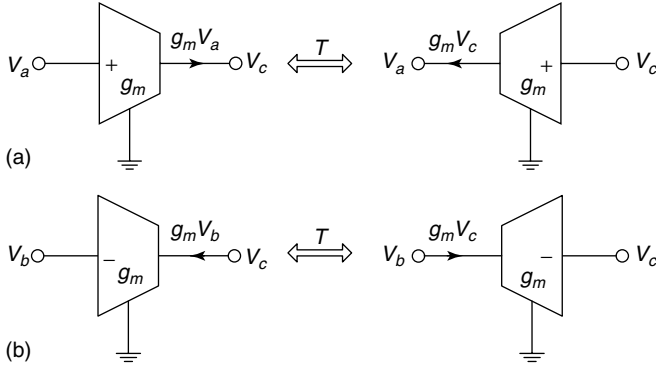 g_mV_a g_mV_c
V_a + V_c T V_a + V_c
g_m g_m
(a)
g_mV_b g_mV_c
V_b − V_c T V_b − V_c
g_m g_m
(b)